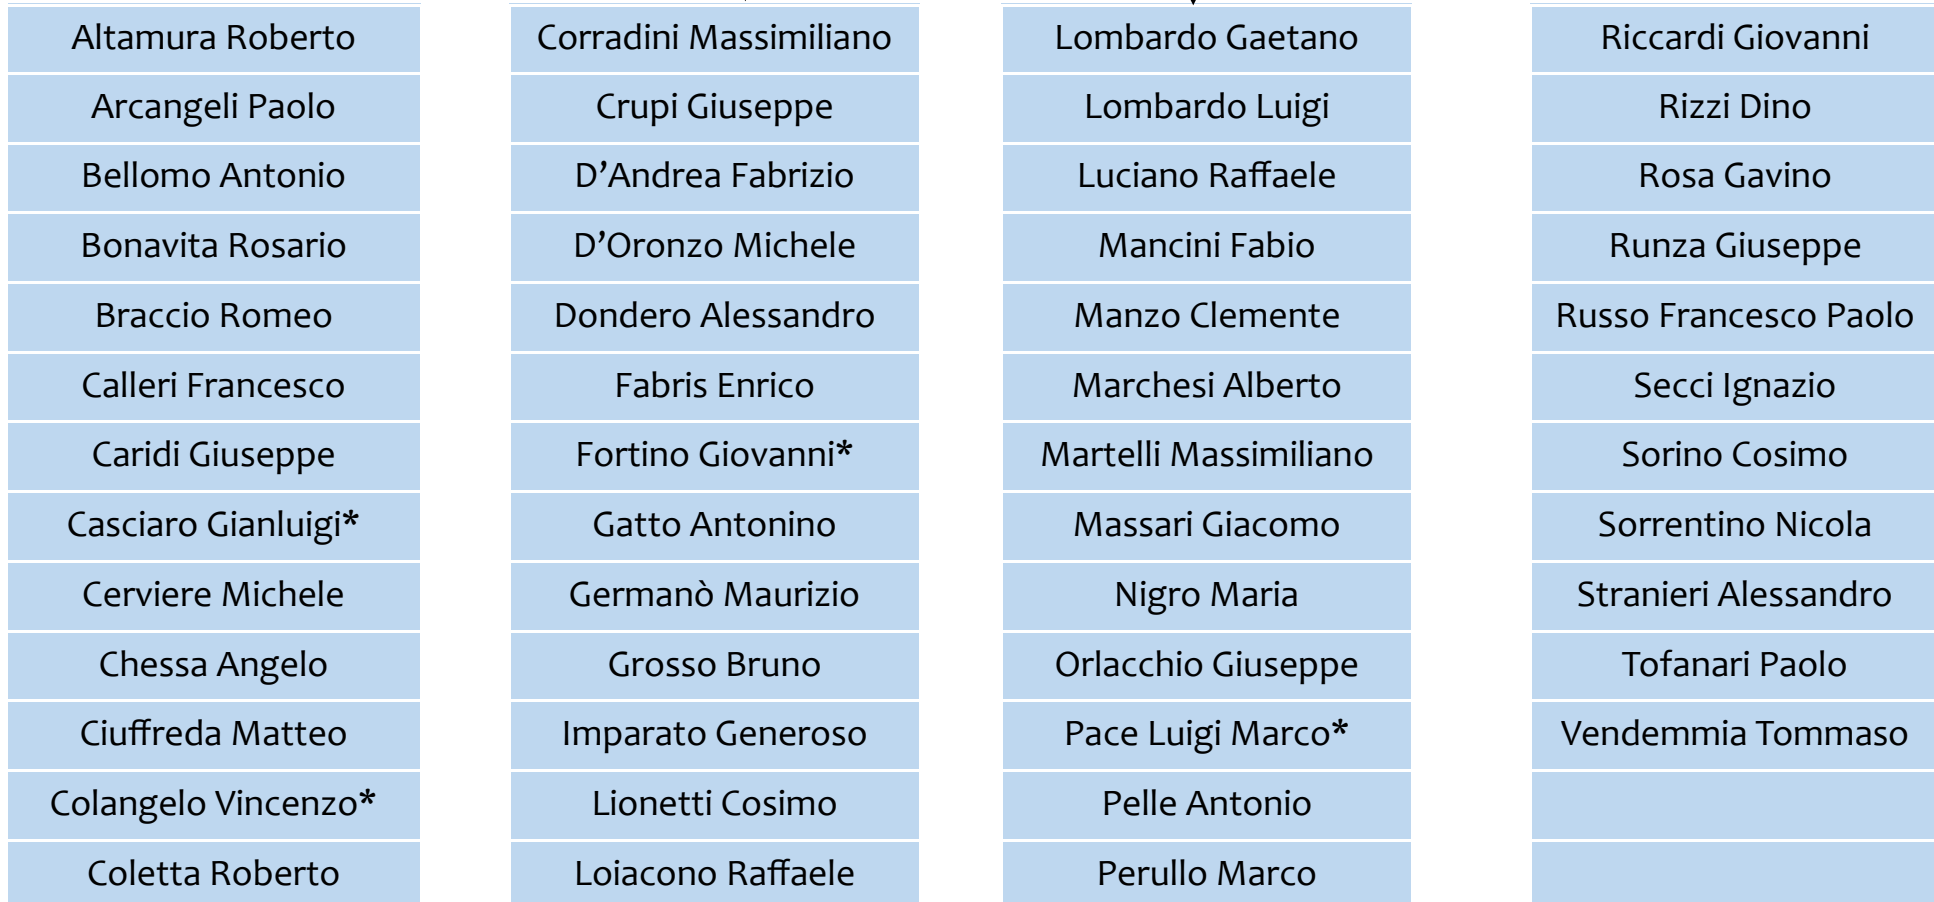 Altamura Roberto
Arcangeli Paolo
Bellomo Antonio
Bonavita Rosario
Braccio Romeo
Calleri Francesco
Caridi Giuseppe
Casciaro Gianluigi*
Cerviere Michele
Chessa Angelo
Ciuffreda Matteo
Colangelo Vincenzo*
Coletta Roberto
Corradini Massimiliano
Crupi Giuseppe
D’Andrea Fabrizio
D’Oronzo Michele
Dondero Alessandro
Fabris Enrico
Fortino Giovanni*
Gatto Antonino
Germanò Maurizio
Grosso Bruno
Imparato Generoso
Lionetti Cosimo
Loiacono Raffaele
Lombardo Gaetano
Lombardo Luigi
Luciano Raffaele
Mancini Fabio
Manzo Clemente
Marchesi Alberto
Martelli Massimiliano
Massari Giacomo
Nigro Maria
Orlacchio Giuseppe
Pace Luigi Marco*
Pelle Antonio
Perullo Marco
Riccardi Giovanni
Rizzi Dino
Rosa Gavino
Runza Giuseppe
Russo Francesco Paolo
Secci Ignazio
Sorino Cosimo
Sorrentino Nicola
Stranieri Alessandro
Tofanari Paolo
Vendemmia Tommaso